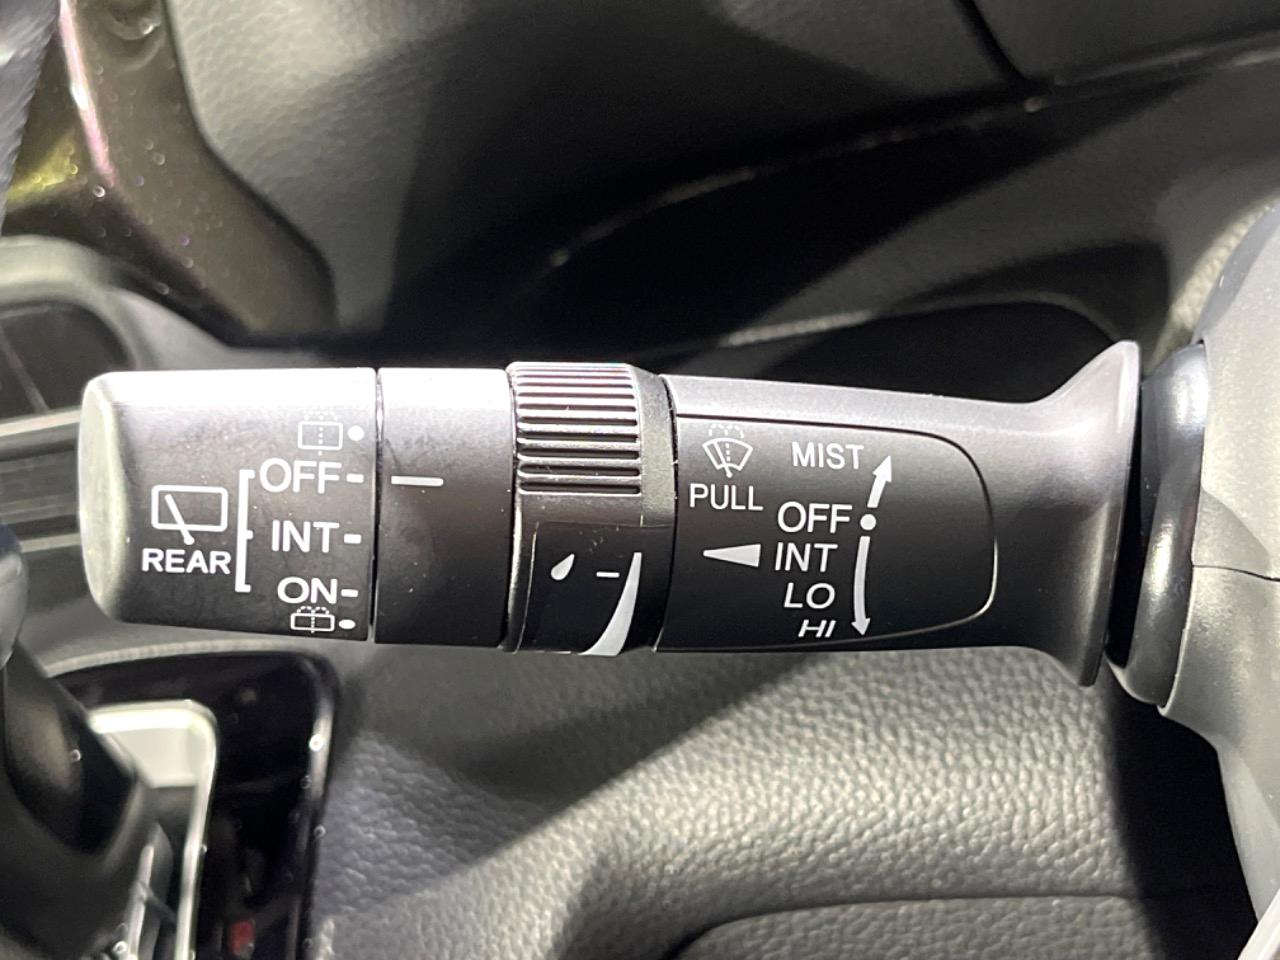 OFF
INT
ON
REAR
MIST
PULL
OFF
INT
LO
HI